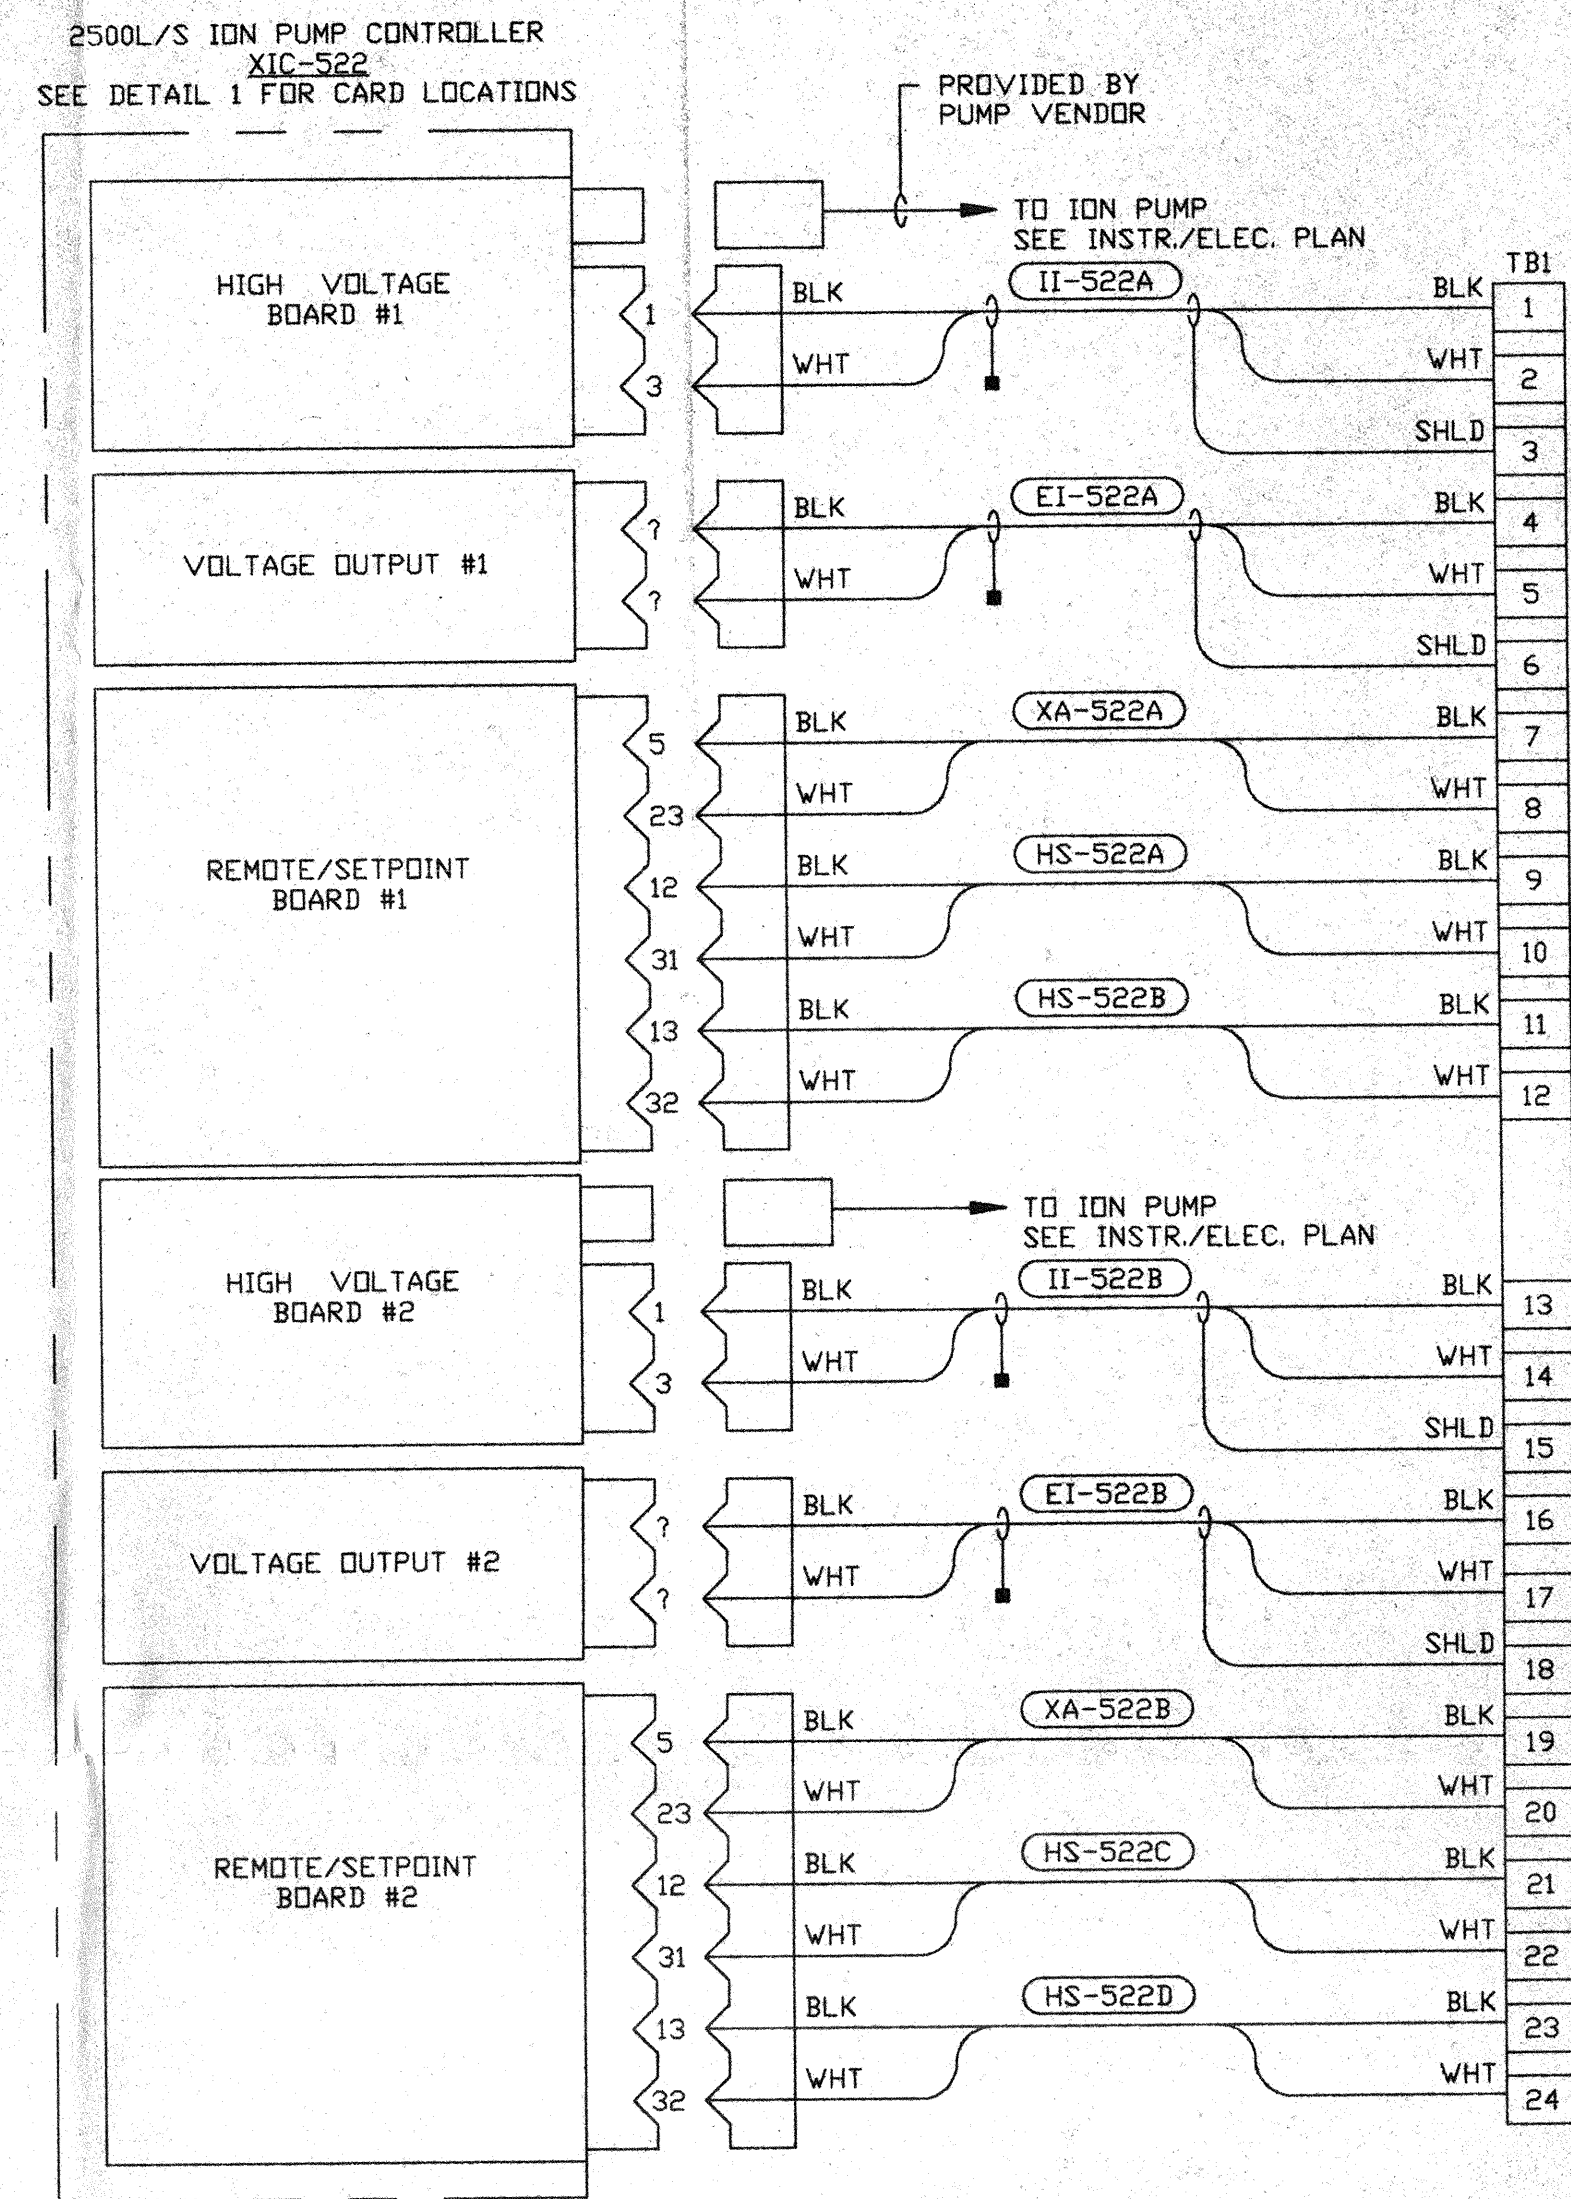 2500L/S ION PUMP CONTROLLER
XIC-522
SEE DETAIL 1 FOR CARD LOCATIONS
PROVIDED BY
PUMP VENDOR
TO ION PUMP
SEE INSTR./ELEC. PLAN
TB1
HIGH VOLTAGE
BOARD #1
1
BLK
II-522A
BLK
1
3
WHT
WHT
2
SHLD
3
VOLTAGE OUTPUT #1
?
BLK
EI-522A
BLK
4
?
WHT
WHT
5
SHLD
6
REMOTE/SETPOINT
BOARD #1
5
BLK
XA-522A
BLK
7
23
WHT
WHT
8
12
BLK
HS-522A
BLK
9
31
WHT
WHT
10
13
BLK
HS-522B
BLK
11
32
WHT
WHT
12
TO ION PUMP
SEE INSTR./ELEC. PLAN
HIGH VOLTAGE
BOARD #2
1
BLK
II-522B
BLK
13
3
WHT
WHT
14
SHLD
15
VOLTAGE OUTPUT #2
?
BLK
EI-522B
BLK
16
?
WHT
WHT
17
SHLD
18
REMOTE/SETPOINT
BOARD #2
5
BLK
XA-522B
BLK
19
23
WHT
WHT
20
12
BLK
HS-522C
BLK
21
31
WHT
WHT
22
13
BLK
HS-522D
BLK
23
32
WHT
WHT
24